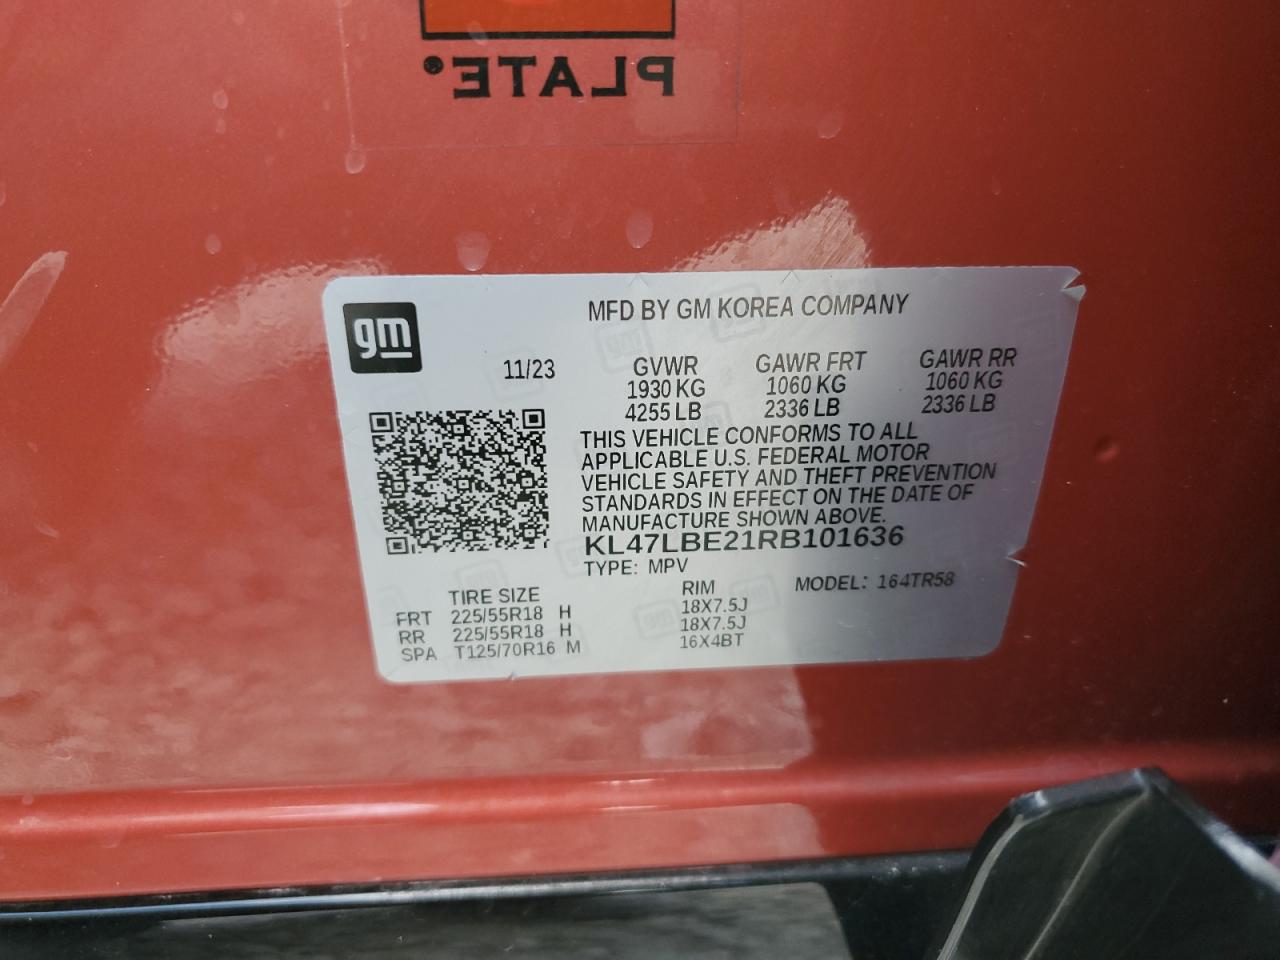 PLATE®
gm
MFD BY GM KOREA COMPANY
11/23
GVWR GAWR FRT GAWR RR
1930 KG 1060 KG 1060 KG
4255 LB 2336 LB 2336 LB
THIS VEHICLE CONFORMS TO ALL
APPLICABLE U.S. FEDERAL MOTOR
VEHICLE SAFETY AND THEFT PREVENTION
STANDARDS IN EFFECT ON THE DATE OF
MANUFACTURE SHOWN ABOVE.
KL47LBE21RB101636
TYPE: MPV MODEL: 164TR58
TIRE SIZE RIM
FRT 225/55R18 H 18X7.5J
RR 225/55R18 H 18X7.5J
SPA T125/70R16 M 16X4BT